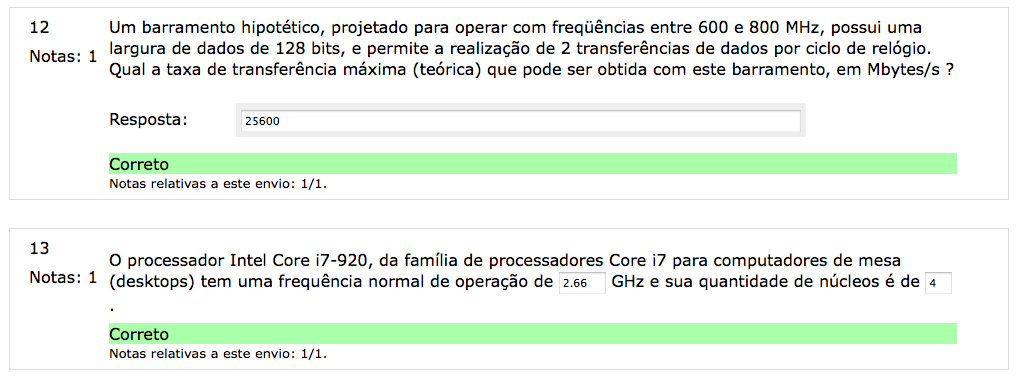 12
Notas: 1
Um barramento hipotético, projetado para operar com freqüências entre 600 e 800 MHz, possui uma
largura de dados de 128 bits, e permite a realização de 2 transferências de dados por ciclo de relógio.
Qual a taxa de transferência máxima (teórica) que pode ser obtida com este barramento, em Mbytes/s ?
Resposta: 25600
Correto
Notas relativas a este envio: 1/1.
13
Notas: 1
O processador Intel Core i7-920, da família de processadores Core i7 para computadores de mesa
(desktops) tem uma frequência normal de operação de 2.66 GHz e sua quantidade de núcleos é de 4
.
Correto
Notas relativas a este envio: 1/1.